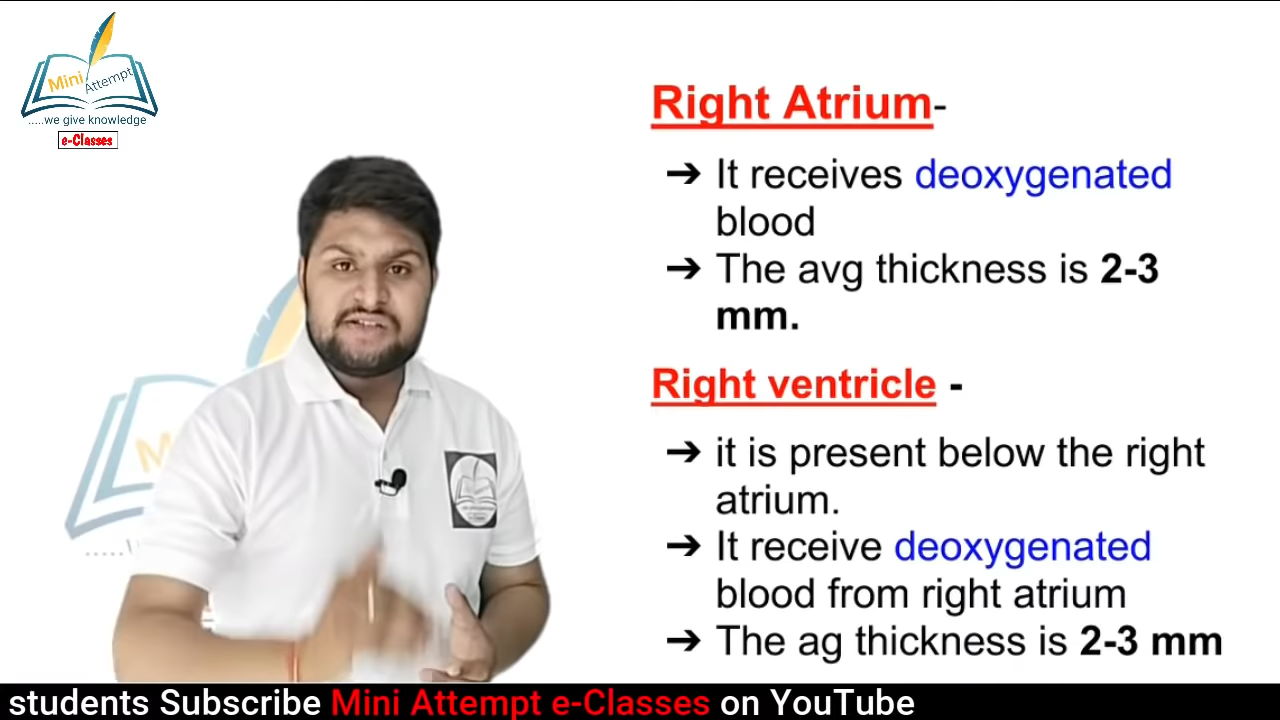 Mini Attempt
.....we give knowledge
e-Classes
Right Atrium-
➔ It receives deoxygenated
blood
➔ The avg thickness is 2-3
mm.
Right ventricle -
➔ it is present below the right
atrium.
➔ It receive deoxygenated
blood from right atrium
➔ The ag thickness is 2-3 mm
students Subscribe Mini Attempt e-Classes on YouTube